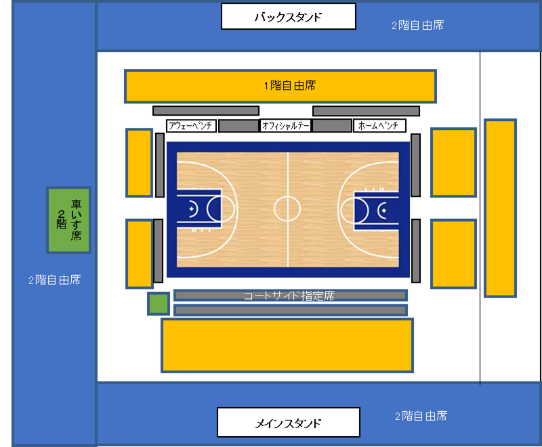 バックスタンド
2階自由席
1階自由席
アウェーベンチ
オフィシャルテー
ホームベンチ
車いす席
2階
2階自由席
コートサイド指定席
2階自由席
メインスタンド